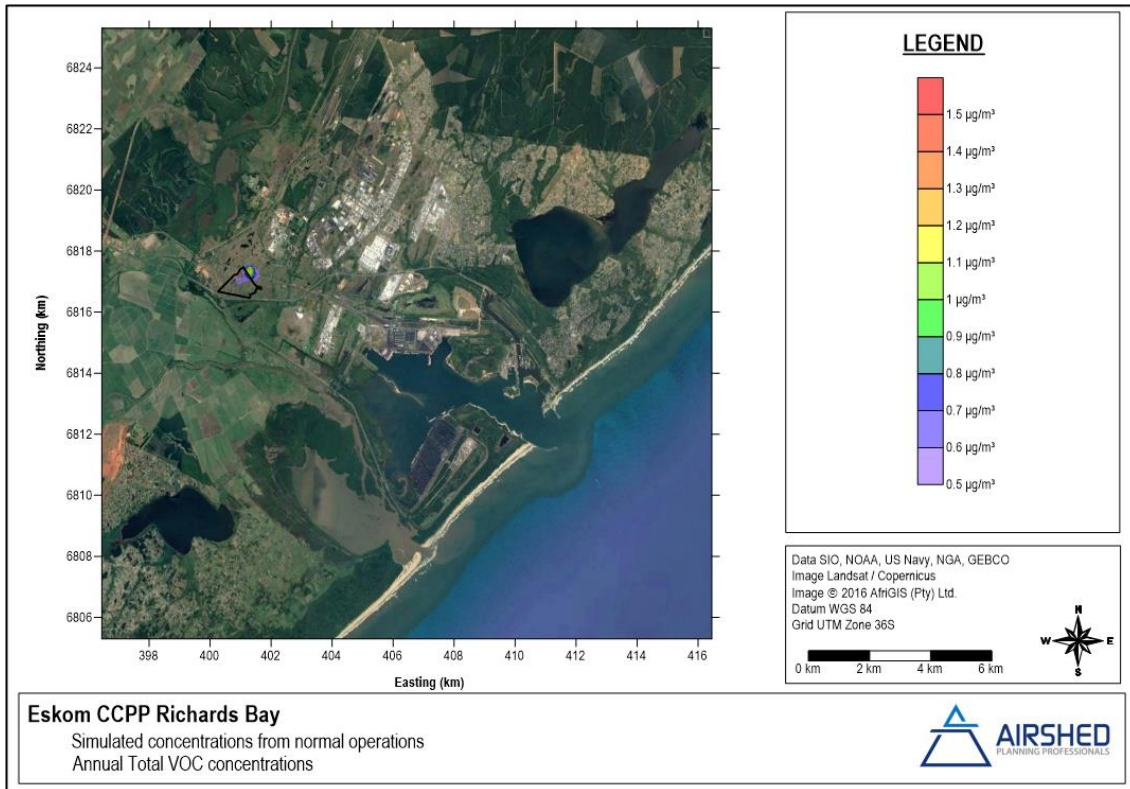 6824
6822
6820
6818
6816
6814
6812
6810
6808
6806
Northing (km)
398 400 402 404 406 408 410 412 414 416
Easting (km)
LEGEND
1.5 µg/m³
1.4 µg/m³
1.3 µg/m³
1.2 µg/m³
1.1 µg/m³
1 µg/m³
0.9 µg/m³
0.8 µg/m³
0.7 µg/m³
0.6 µg/m³
0.5 µg/m³
Data SIO, NOAA, US Navy, NGA, GEBCO
Image Landsat / Copernicus
Image © 2016 AfriGIS (Pty) Ltd.
Datum WGS 84
Grid UTM Zone 36S
0 km 2 km 4 km 6 km
N
W E
S
Eskom CCPP Richards Bay
Simulated concentrations from normal operations
Annual Total VOC concentrations
AIRSHED
PLANNING PROFESSIONALS